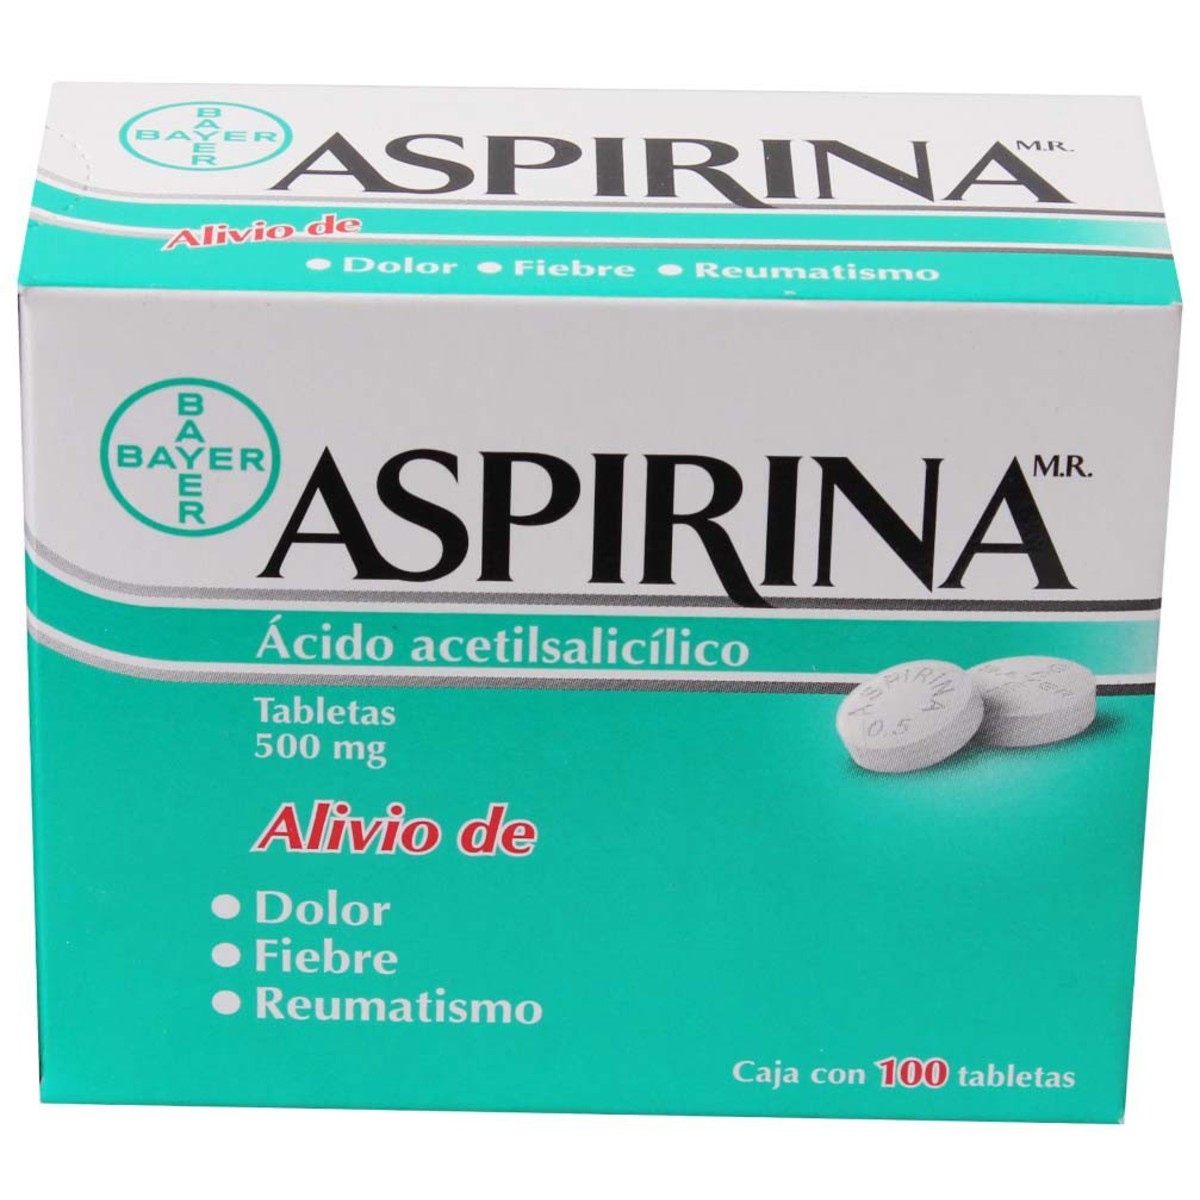 BAYER
BAYER
ASPIRINA M.R.
Alivio de
• Dolor • Fiebre • Reumatismo
BAYER
BAYER
ASPIRINA M.R.
Ácido acetilsalicílico
ASPIRINA
0.5
BAYER
Tabletas
500 mg
Alivio de
• Dolor
• Fiebre
• Reumatismo
Caja con 100 tabletas